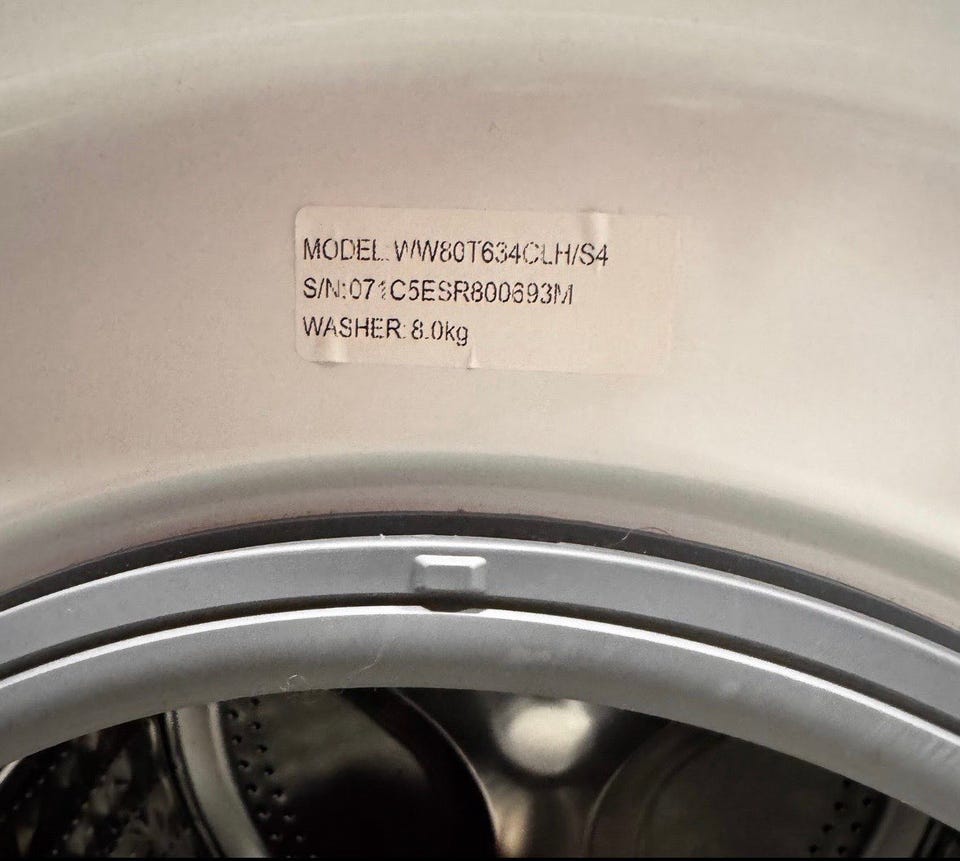 MODEL: WW80T634CLH/S4
S/N:071C5ESR800693M
WASHER: 8.0kg